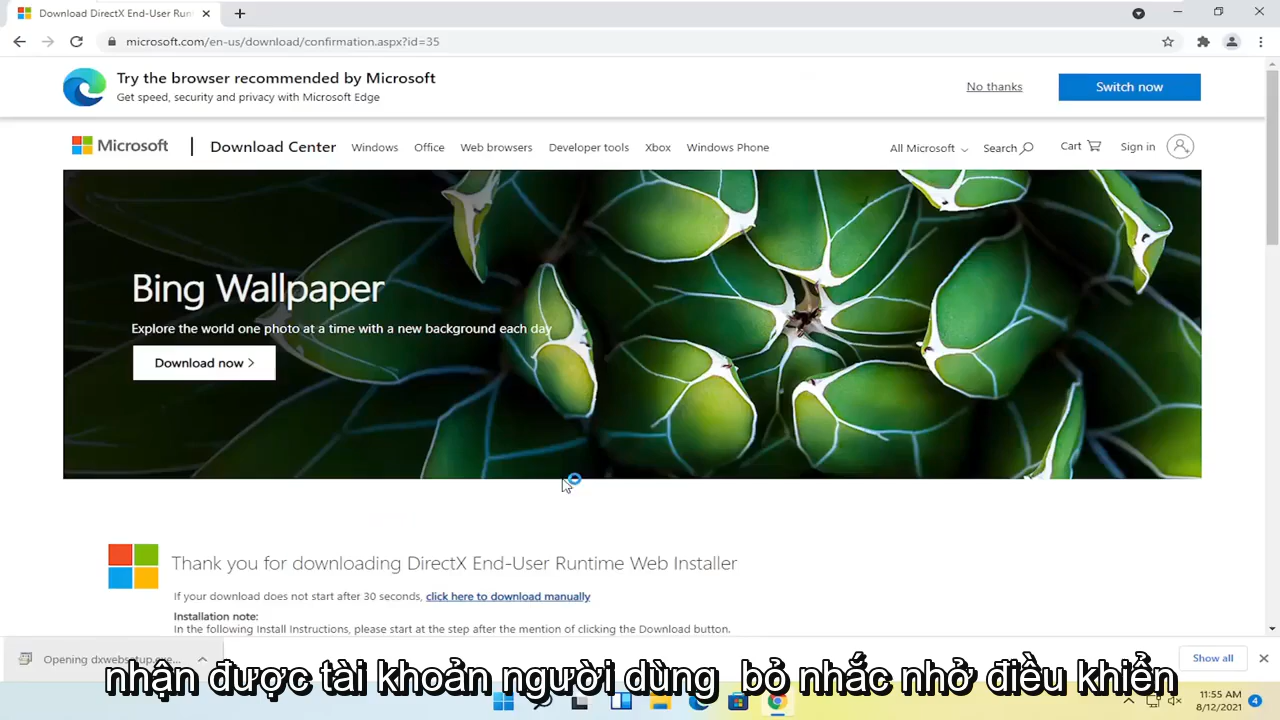 Download DirectX End-User Run
microsoft.com/en-us/download/confirmation.aspx?id=35
Try the browser recommended by Microsoft
Get speed, security and privacy with Microsoft Edge
No thanks
Switch now
Microsoft
Download Center
Windows
Office
Web browsers
Developer tools
Xbox
Windows Phone
All Microsoft
Search
Cart
Sign in
Bing Wallpaper
Explore the world one photo at a time with a new background each day
Download now >
Thank you for downloading DirectX End-User Runtime Web Installer
If your download does not start after 30 seconds, click here to download manually
Installation note:
In the following Install Instructions, please start at the step after the mention of clicking the Download button.
Opening dxwebsetup.exe...
Show all
nhận được tài khoản người dùng bỏ nhắc nhở điều khiển
11:55 AM
8/12/2021
4